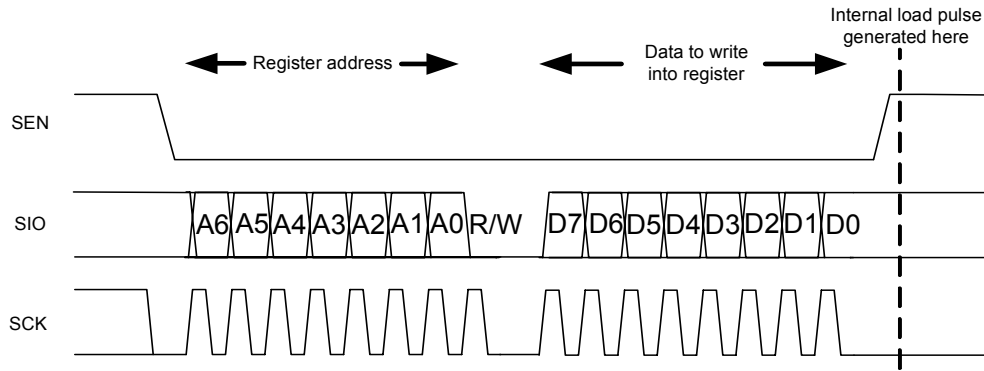 Internal load pulse
generated here
Register address
Data to write
into register
SEN
SIO
A6 A5 A4 A3 A2 A1 A0 R/W D7 D6 D5 D4 D3 D2 D1 D0
SCK